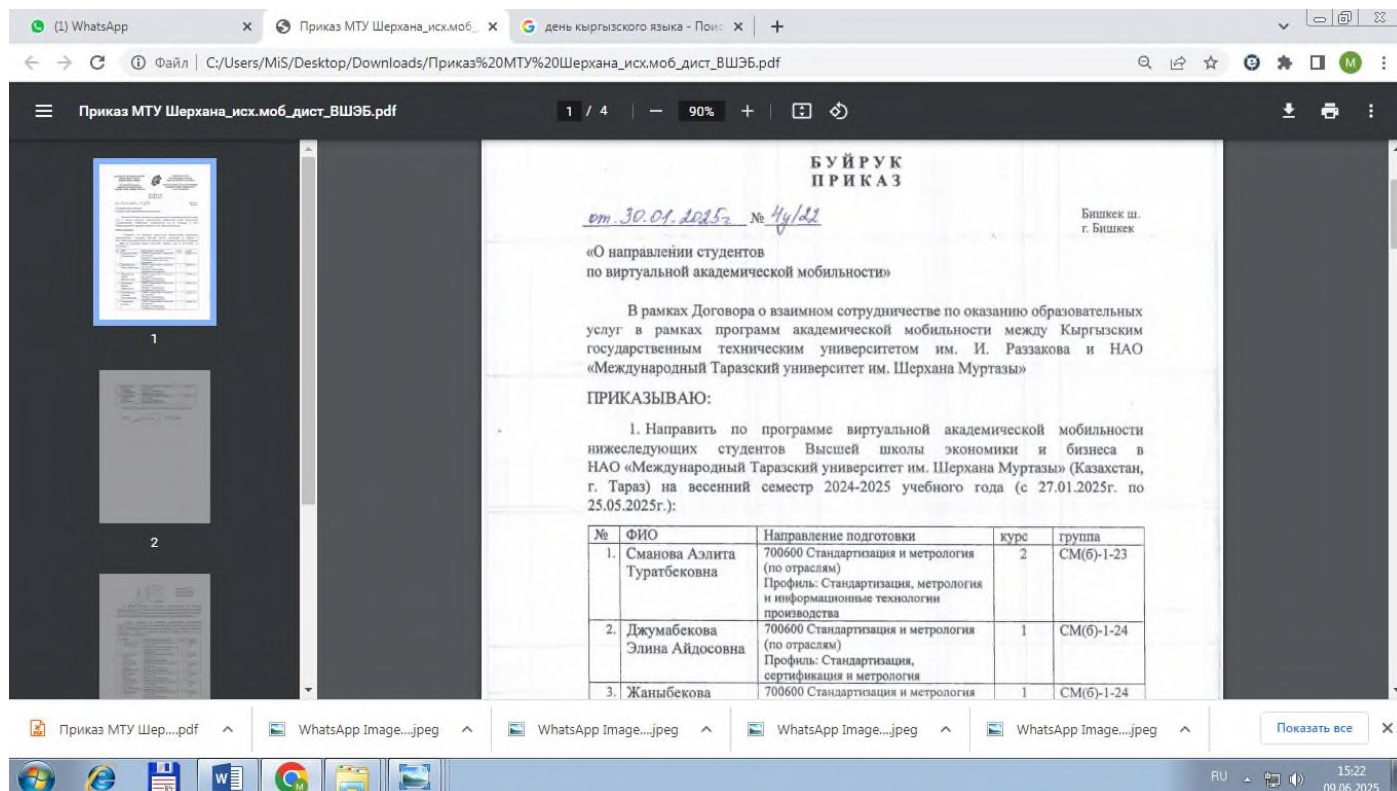 (1) WhatsApp
Приказ МТУ Шерхана_исх.моб_
день кыргызского языка - Поис
Файл | C:/Users/MiS/Desktop/Downloads/Приказ%20МТУ%20Шерхана_исх.моб_дист_ВШЭБ.pdf
M
Приказ МТУ Шерхана_исх.моб_дист_ВШЭБ.pdf
1 / 4
90%
1
2
БУЙРУК
ПРИКАЗ
от 30.01.2025г № 4у/22
Бишкек ш.
г. Бишкек
«О направлении студентов
по виртуальной академической мобильности»
В рамках Договора о взаимном сотрудничестве по оказанию образовательных
услуг в рамках программ академической мобильности между Кыргызским
государственным техническим университетом им. И. Раззакова и НАО
«Международный Таразский университет им. Шерхана Муртазы»
ПРИКАЗЫВАЮ:
1. Направить по программе виртуальной академической мобильности
нижеследующих студентов Высшей школы экономики и бизнеса в
НАО «Международный Таразский университет им. Шерхана Муртазы» (Казахстан,
г. Тараз) на весенний семестр 2024-2025 учебного года (с 27.01.2025г. по
25.05.2025г.):
№ ФИО Направление подготовки курс группа
1. Сманова Аэлита Туратбековна 700600 Стандартизация и метрология 2 СМ(б)-1-23
(по отраслям)
Профиль: Стандартизация, метрология
и информационные технологии
производства
2. Джумабекова Элина Айдосовна 700600 Стандартизация и метрология 1 СМ(б)-1-24
(по отраслям)
Профиль: Стандартизация,
сертификация и метрология
3. Жаныбекова 700600 Стандартизация и метрология 1 СМ(б)-1-24
Приказ МТУ Шер....pdf
WhatsApp Image....jpeg
WhatsApp Image....jpeg
WhatsApp Image....jpeg
WhatsApp Image....jpeg
Показать все
RU
15:22
09.06.2025